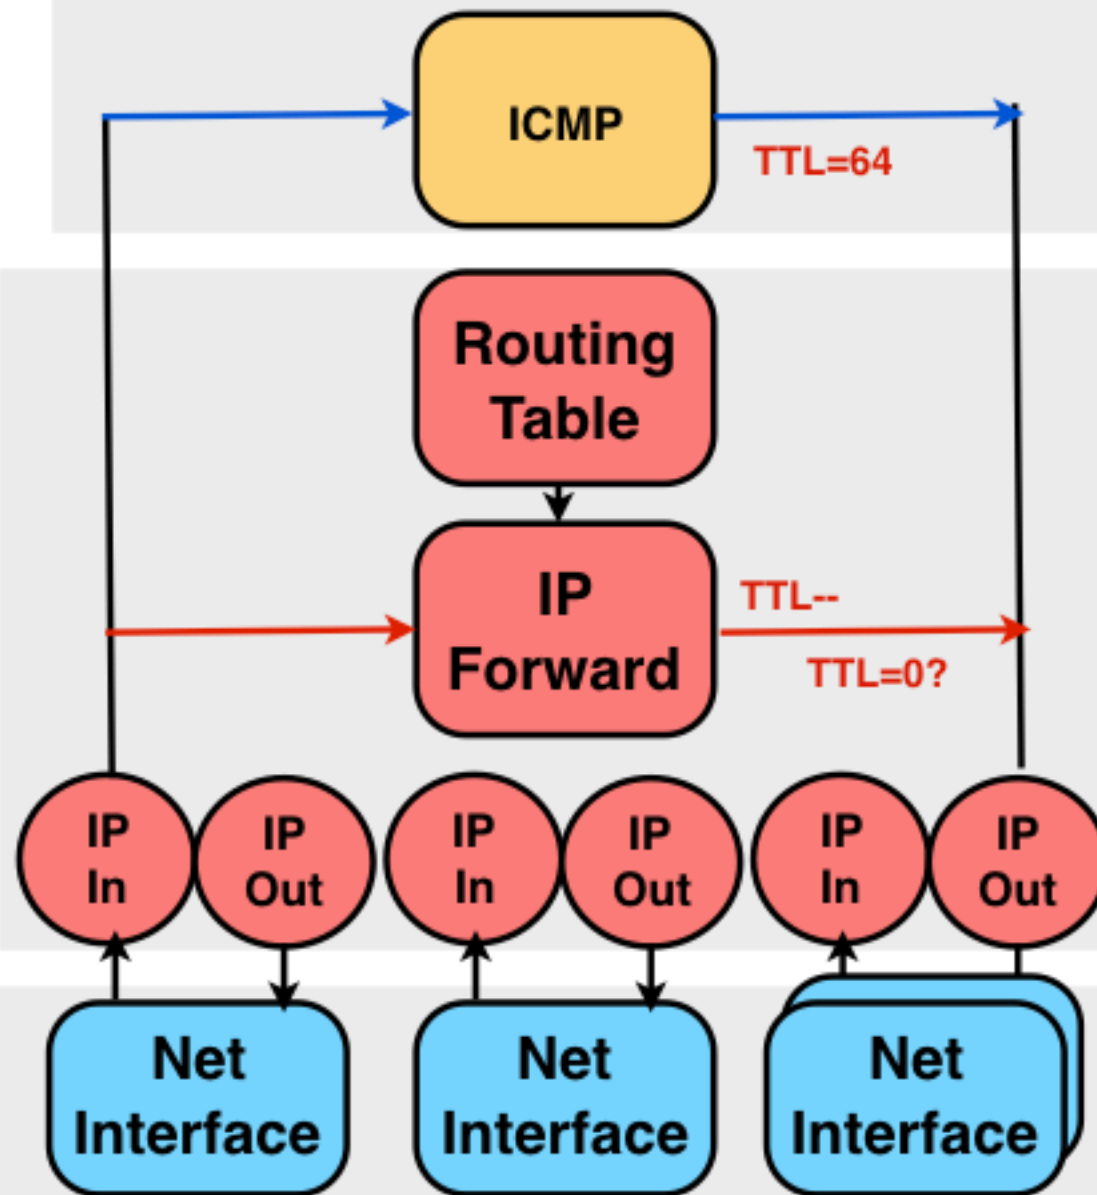 ICMP
TTL=64
Routing
Table
IP
Forward
TTL--
TTL=0?
IP
In
IP
Out
IP
In
IP
Out
IP
In
IP
Out
Net
Interface
Net
Interface
Net
Interface